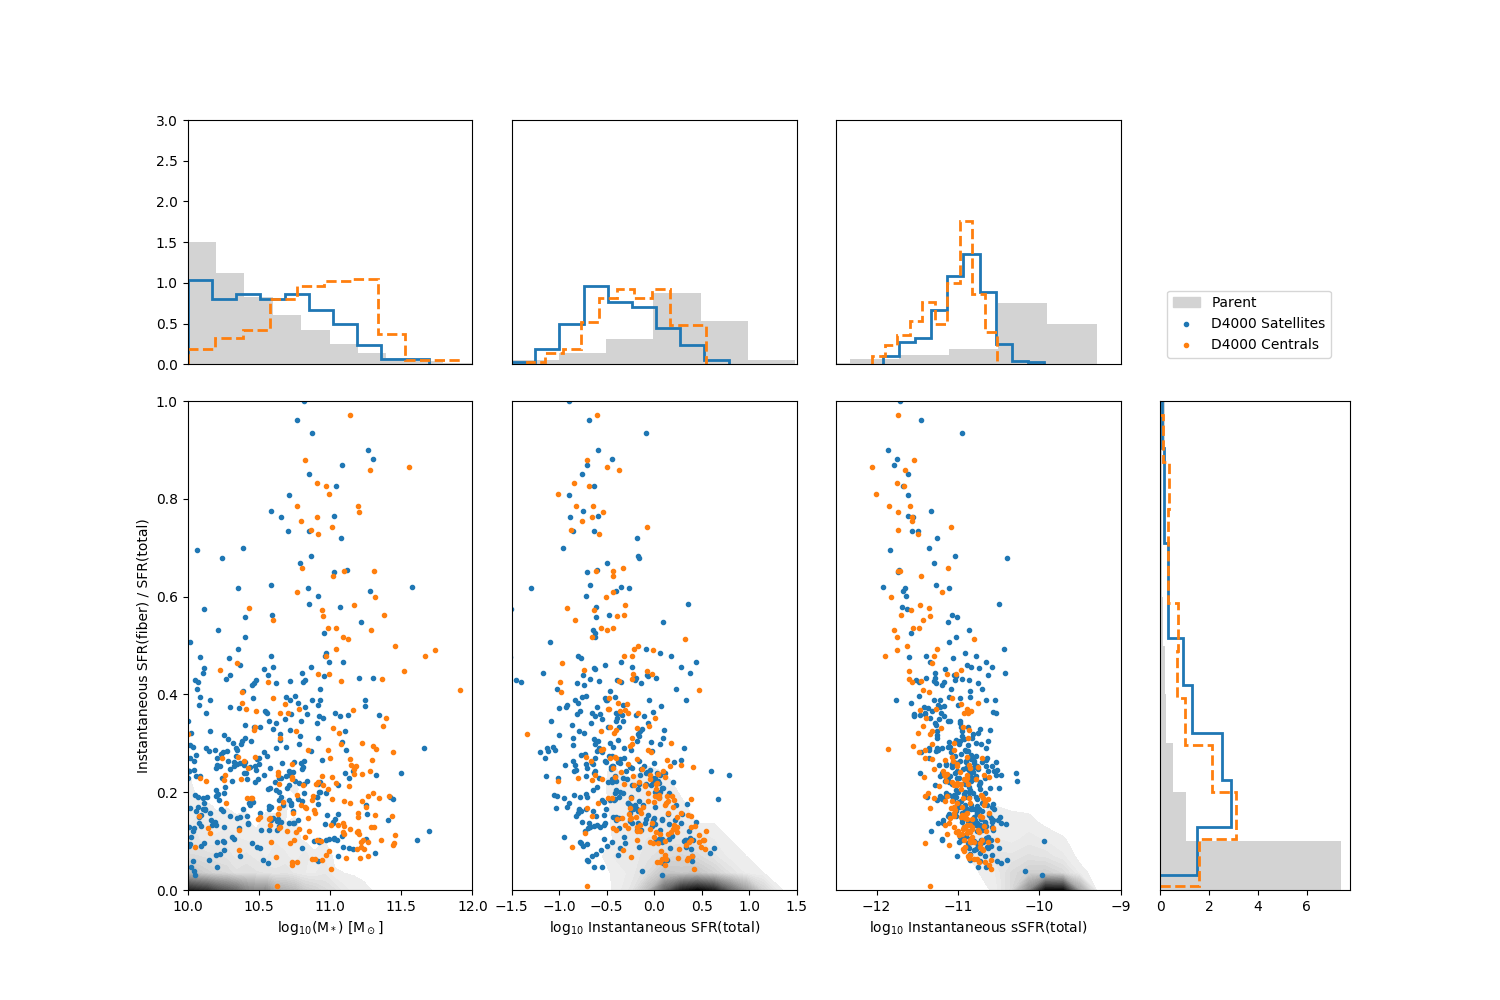 3.0
2.5
2.0
1.5
1.0
0.5
0.0
Parent
D4000 Satellites
D4000 Centrals
1.0
0.8
0.6
0.4
0.2
0.0
Instantaneous SFR(fiber) / SFR(total)
10.0 10.5 11.0 11.5 12.0
−1.5 −1.0 −0.5 0.0 0.5 1.0 1.5
−12 −11 −10 −9
0 2 4 6
log₁₀(M*) [M⊙]
log₁₀ Instantaneous SFR(total)
log₁₀ Instantaneous sSFR(total)